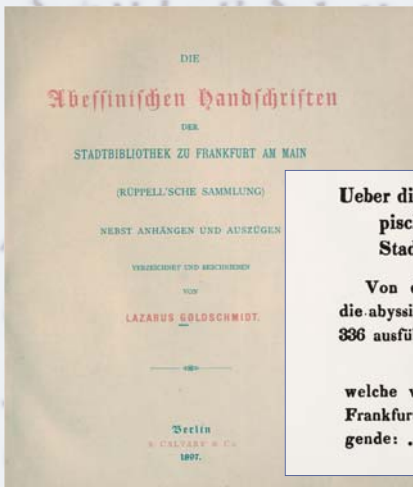 DIE
Abessinischen Handschriften
DER
STADTBIBLIOTHEK ZU FRANKFURT AM MAIN
(RÜPPELL'SCHE SAMMLUNG)
NEBST ANHÄNGEN UND AUSZÜGEN
VERZEICHNET UND BESCHRIEBEN
VON
LAZARUS GOLDSCHMIDT.
Berlin
S. CALVARY & Co.
1897.
Ueber di
pisc
Stad
Von
die abyssi
336 ausfü
welche v
Frankfur
gende: .